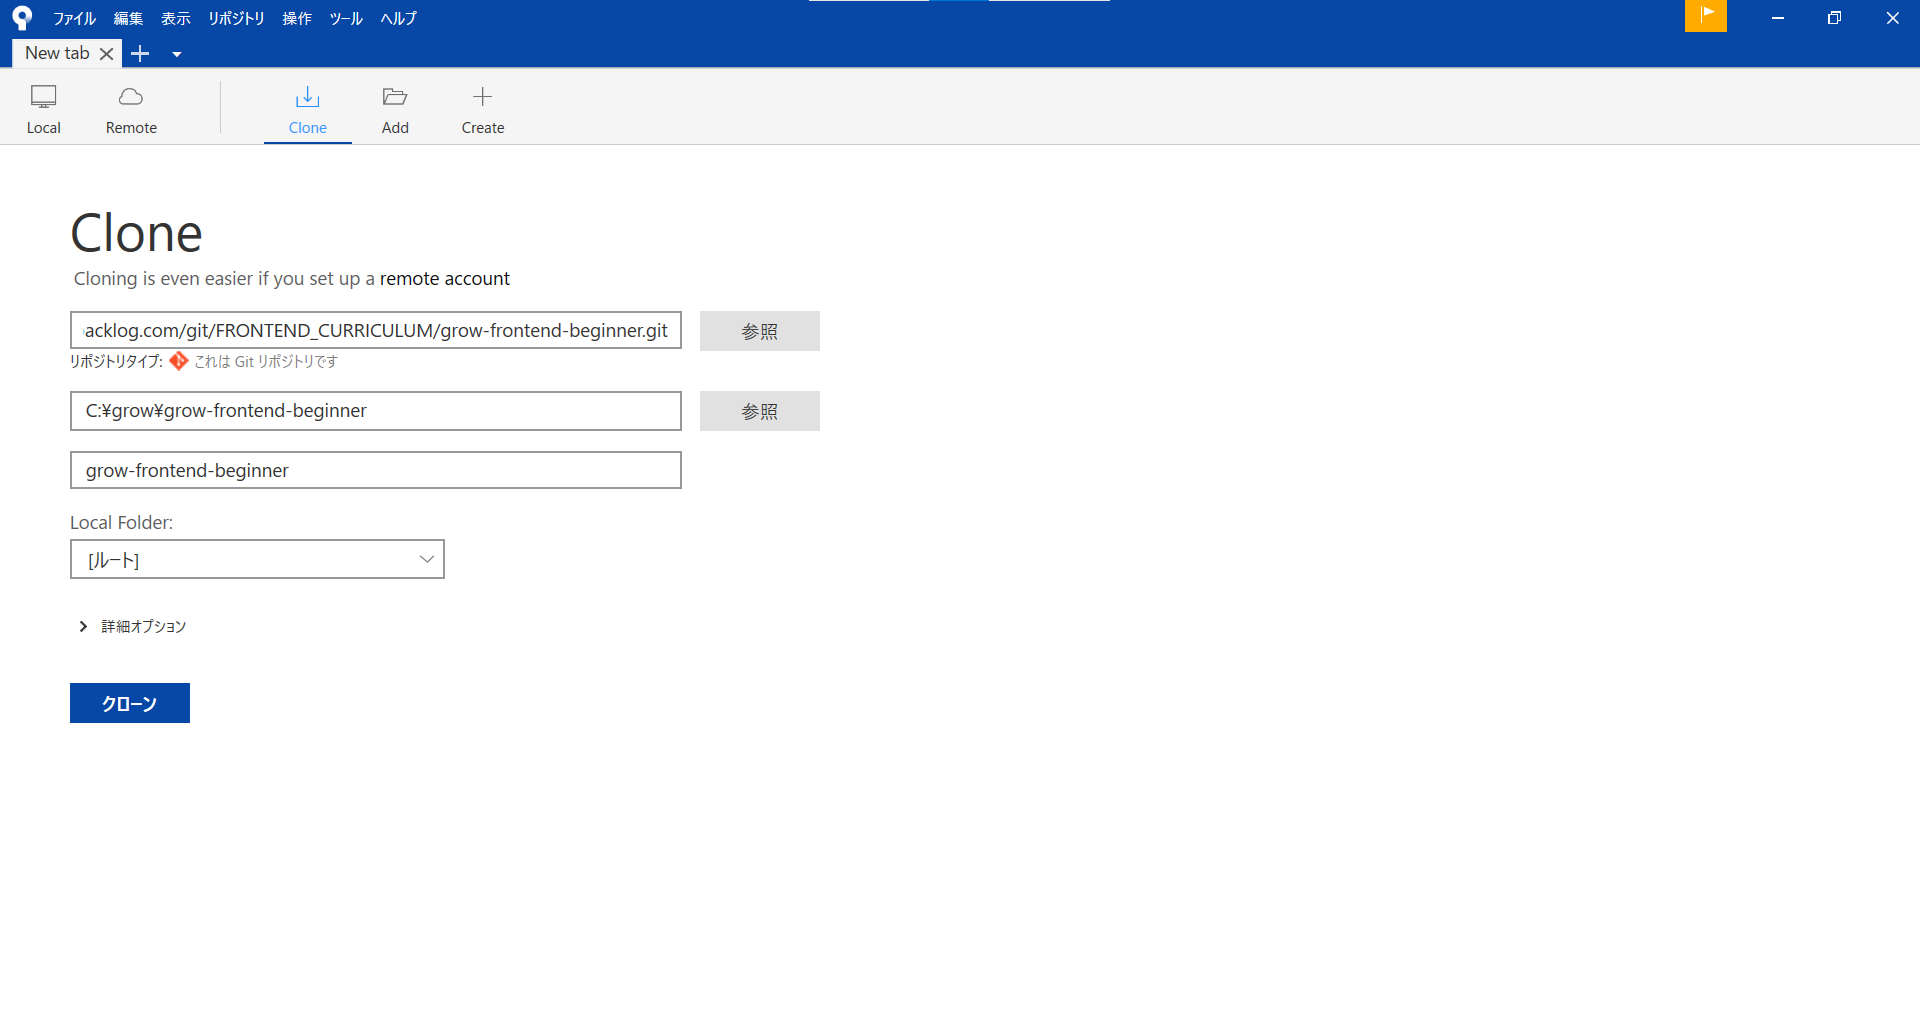 ファイル 編集 表示 リポジトリ 操作 ツール ヘルプ
New tab
Local Remote Clone Add Create
Clone
Cloning is even easier if you set up a remote account
acklog.com/git/FRONTEND_CURRICULUM/grow-frontend-beginner.git 参照
リポジトリタイプ: これは Git リポジトリです
C:¥grow¥grow-frontend-beginner 参照
grow-frontend-beginner
Local Folder:
[ルート]
詳細オプション
クローン